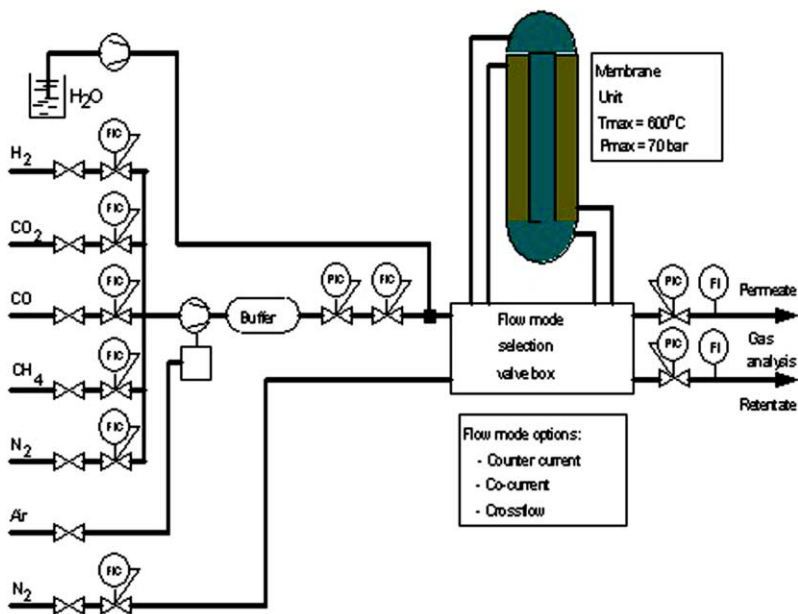 H₂O
H₂
FIC
CO₂
FIC
CO
FIC
CH₄
FIC
N₂
FIC
Air
N₂
FIC
Buffer
PIC
FIC
Membrane
Unit
Tmax = 600°C
Pmax = 70 bar
Flow mode
selection
valve box
PIC
FI
Permeate
Gas
analysis
PIC
FI
Retentate
Flow mode options:
- Counter current
- Co-current
- Crossflow